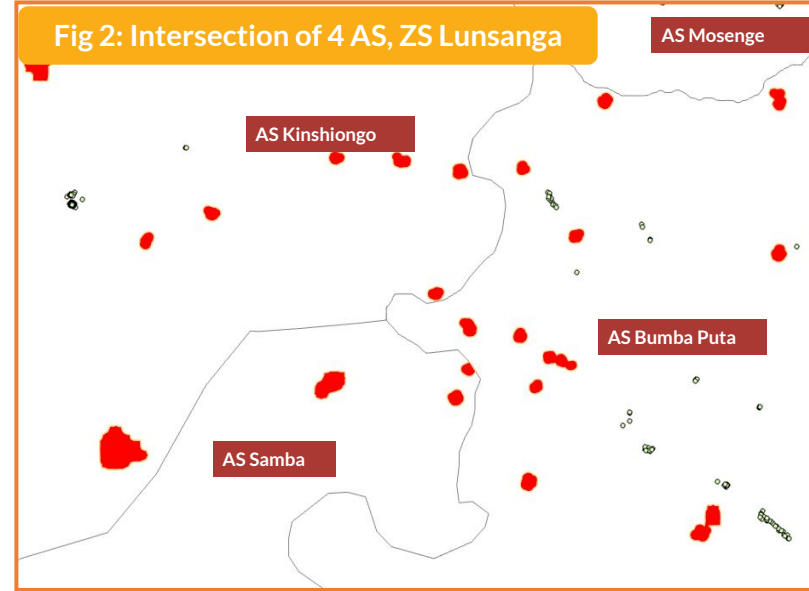 Fig 2: Intersection of 4 AS, ZS Lunsanga
AS Mosenge
AS Kinshiongo
AS Bumba Puta
AS Samba